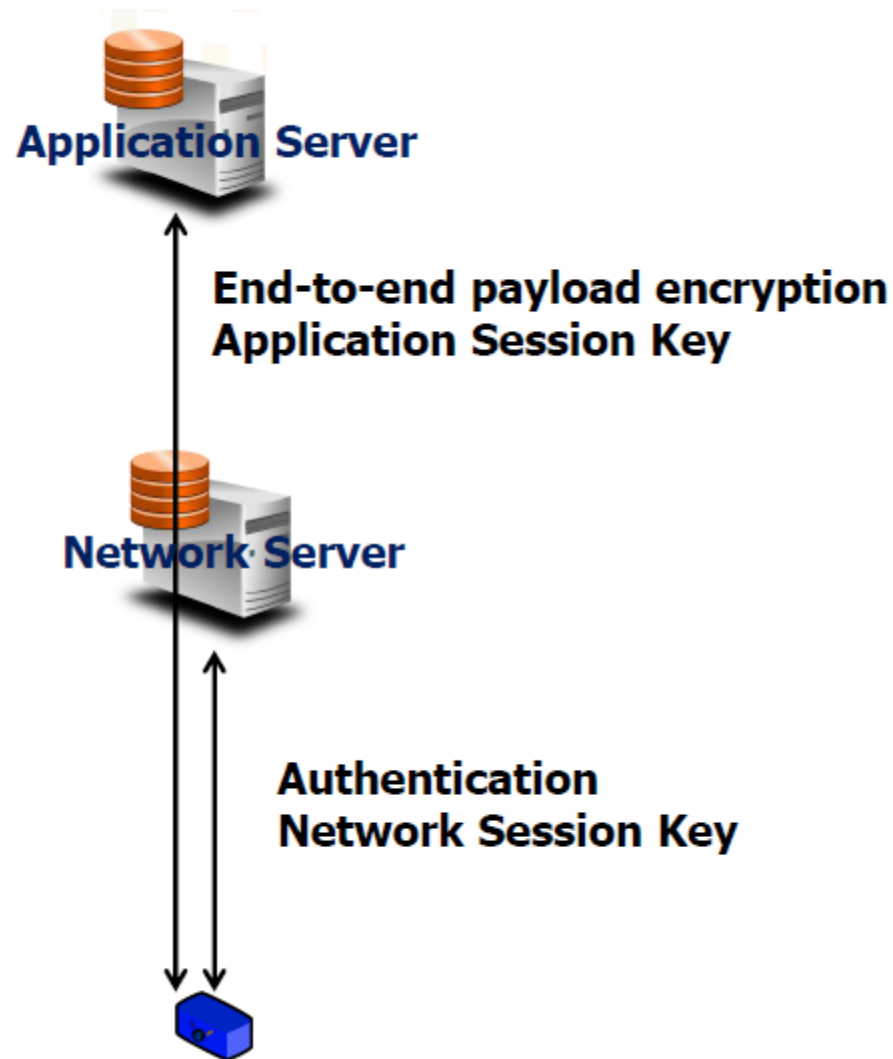 Application Server
End-to-end payload encryption
Application Session Key
Network Server
Authentication
Network Session Key